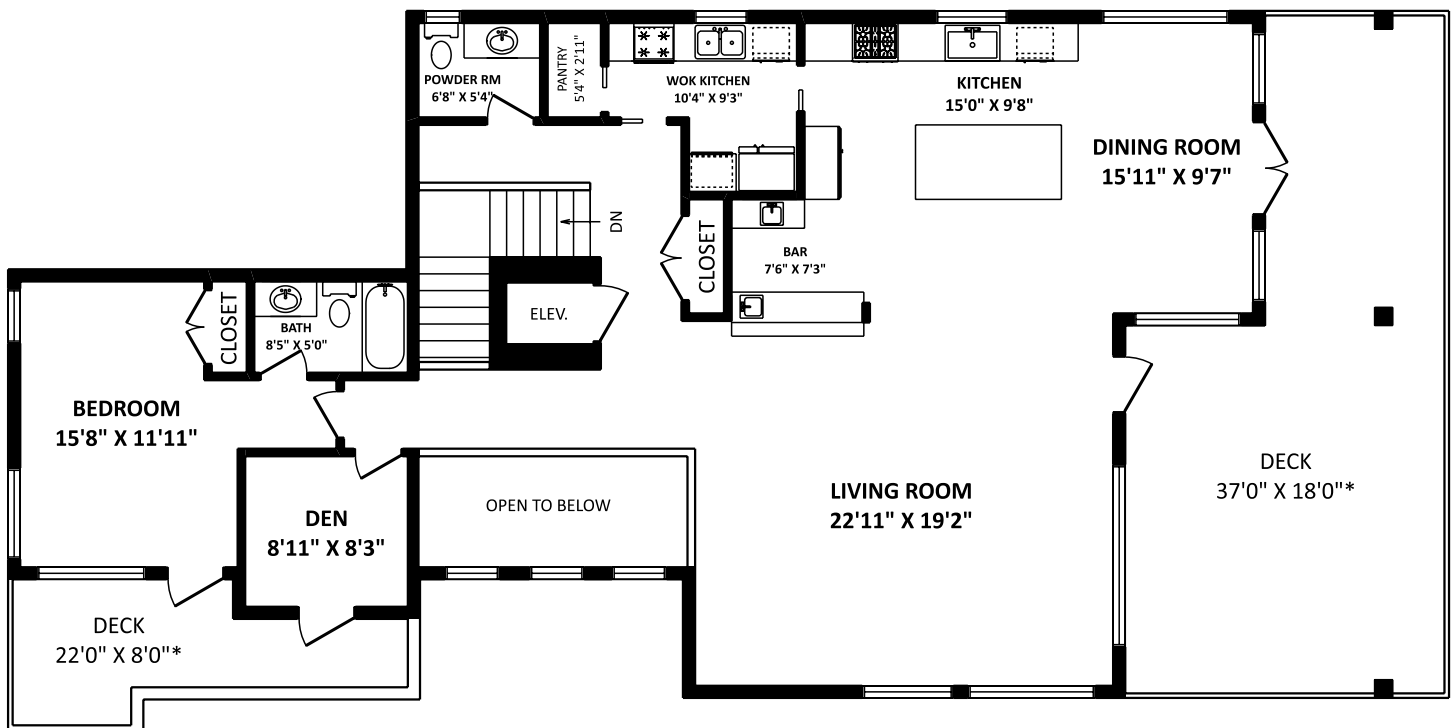 POWDER RM
6'8" X 5'4"
PANTRY
5'4" X 2'11"
WOK KITCHEN
10'4" X 9'3"
KITCHEN
15'0" X 9'8"
DINING ROOM
15'11" X 9'7"
DN
CLOSET
BAR
7'6" X 7'3"
ELEV.
CLOSET
BATH
8'5" X 5'0"
BEDROOM
15'8" X 11'11"
DEN
8'11" X 8'3"
OPEN TO BELOW
LIVING ROOM
22'11" X 19'2"
DECK
37'0" X 18'0"*
DECK
22'0" X 8'0"*